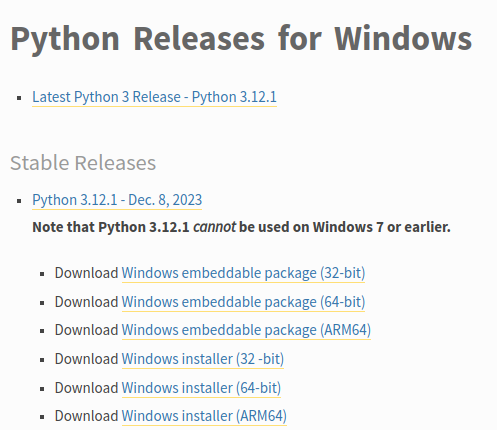 Python Releases for Windows
Latest Python 3 Release - Python 3.12.1
Stable Releases
Python 3.12.1 - Dec. 8, 2023
Note that Python 3.12.1 cannot be used on Windows 7 or earlier.
Download Windows embeddable package (32-bit)
Download Windows embeddable package (64-bit)
Download Windows embeddable package (ARM64)
Download Windows installer (32 -bit)
Download Windows installer (64-bit)
Download Windows installer (ARM64)